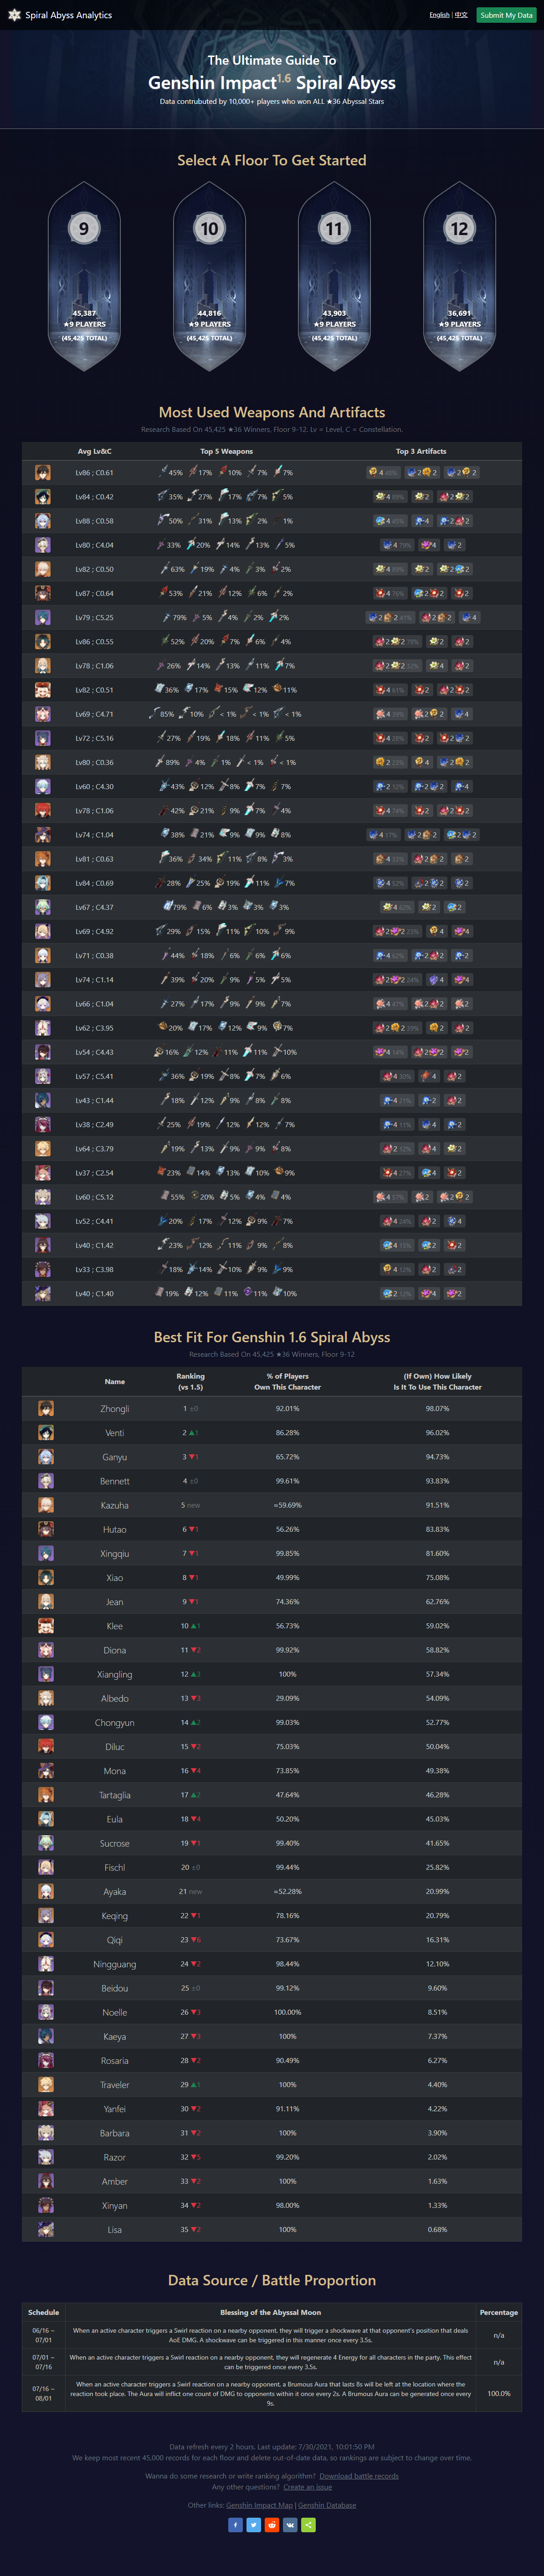 Spiral Abyss Analytics
English | 中文
Submit My Data
The Ultimate Guide To
Genshin Impact1.6 Spiral Abyss
Data contrubuted by 10,000+ players who won ALL ★36 Abyssal Stars
Select A Floor To Get Started
9 10 11 12
45,387 44,816 43,903 36,691
★9 PLAYERS ★9 PLAYERS ★9 PLAYERS ★9 PLAYERS
(45,425 TOTAL) (45,425 TOTAL) (45,425 TOTAL) (45,425 TOTAL)
Most Used Weapons And Artifacts
Research Based On 45,425 ★36 Winners, Floor 9-12. Lv = Level, C = Constellation.
Avg Lv&C Top 5 Weapons Top 3 Artifacts
Lv86 ; C0.61 45% 17% 10% 7% 7% 4 2 2 2 2
Lv84 ; C0.42 35% 27% 17% 7% 5% 4 2 2 2
Lv88 ; C0.58 50% 31% 13% 2% 1% 4 4 2 2
Lv80 ; C4.04 33% 20% 14% 13% 5% 4 79% 4 2
Lv82 ; C0.50 63% 19% 4% 3% 2% 4 2 2 2
Lv87 ; C0.64 53% 21% 12% 6% 2% 4 76% 2 2 2
Lv79 ; C5.25 79% 5% 4% 2% 2% 2 2 41% 2 2 4
Lv86 ; C0.55 52% 20% 7% 6% 4% 2 2 2 2
Lv78 ; C1.06 26% 14% 13% 11% 7% 2 2 4 2
Lv82 ; C0.51 36% 17% 15% 12% 11% 4 2 2 2
Lv69 ; C4.71 85% 10% < 1% < 1% < 1% 4 2 2 4
Lv72 ; C5.16 27% 19% 18% 11% 5% 4 2 2 2
Lv80 ; C0.36 89% 4% 1% < 1% < 1% 2 4 2 2
Lv60 ; C4.30 43% 12% 8% 7% 7% 2 12% 2 2 4
Lv78 ; C1.06 42% 21% 9% 7% 4% 4 74% 2 2 2
Lv74 ; C1.04 38% 21% 9% 9% 8% 4 17% 2 2 2 2
Lv81 ; C0.63 36% 34% 11% 8% 3% 4 2 2 2
Lv84 ; C0.69 28% 25% 19% 11% 7% 4 52% 2 2 2
Lv67 ; C4.37 79% 6% 3% 3% 3% 4 2 2
Lv69 ; C4.92 29% 15% 11% 10% 9% 2 2 23% 4 4
Lv71 ; C0.38 44% 18% 6% 6% 6% 4 62% 2 2 2
Lv74 ; C1.14 39% 20% 9% 5% 5% 2 2 24% 4 4
Lv66 ; C1.04 27% 17% 9% 9% 7% 4 47% 2 2 2
Lv62 ; C3.95 20% 17% 12% 9% 7% 2 2 2 2
Lv54 ; C4.43 16% 12% 11% 11% 10% 4 14% 2 2 2
Lv57 ; C5.41 36% 19% 8% 7% 6% 4 4 2
Lv43 ; C1.44 18% 12% 9% 8% 8% 4 2 2
Lv38 ; C2.49 25% 19% 12% 12% 7% 4 11% 4 2
Lv64 ; C3.79 19% 13% 9% 9% 8% 2 12% 4 2
Lv37 ; C2.54 23% 14% 13% 10% 9% 4 27% 4 2
Lv60 ; C5.12 55% 20% 5% 4% 4% 4 2 2 2
Lv52 ; C4.41 20% 17% 12% 9% 7% 4 24% 2 4
Lv40 ; C1.42 23% 12% 11% 9% 8% 4 2 2
Lv33 ; C3.98 18% 14% 10% 9% 9% 4 12% 2 2
Lv40 ; C1.40 19% 12% 11% 11% 10% 2 12% 4 2
Best Fit For Genshin 1.6 Spiral Abyss
Research Based On 45,425 ★36 Winners, Floor 9-12
Name Ranking (vs 1.5) % of Players Own This Character (If Own) How Likely Is It To Use This Character
Zhongli 1 ±0 92.01% 98.07%
Venti 2 ▲1 86.28% 96.02%
Ganyu 3 ▼1 65.72% 94.73%
Bennett 4 ±0 99.61% 93.83%
Kazuha 5 new ≈59.69% 91.51%
Hutao 6 ▼1 56.26% 83.83%
Xingqiu 7 ▼1 99.85% 81.60%
Xiao 8 ▼1 49.99% 75.08%
Jean 9 ▼1 74.36% 62.76%
Klee 10 ▲1 56.73% 59.02%
Diona 11 ▼2 99.92% 58.82%
Xiangling 12 ▲3 100% 57.34%
Albedo 13 ▼3 29.09% 54.09%
Chongyun 14 ▲2 99.03% 52.77%
Diluc 15 ▼2 75.03% 50.04%
Mona 16 ▼4 73.85% 49.38%
Tartaglia 17 ▲2 47.64% 46.28%
Eula 18 ▼4 50.20% 45.03%
Sucrose 19 ▼1 99.40% 41.65%
Fischl 20 ±0 99.44% 25.82%
Ayaka 21 new ≈52.28% 20.99%
Keqing 22 ▼1 78.16% 20.79%
Qiqi 23 ▼6 73.67% 16.31%
Ningguang 24 ▼2 98.44% 12.10%
Beidou 25 ±0 99.12% 9.60%
Noelle 26 ▼3 100.00% 8.51%
Kaeya 27 ▼3 100% 7.37%
Rosaria 28 ▼2 90.49% 6.27%
Traveler 29 ▲1 100% 4.40%
Yanfei 30 ▼2 91.11% 4.22%
Barbara 31 ▼2 100% 3.90%
Razor 32 ▼5 99.20% 2.02%
Amber 33 ▼2 100% 1.63%
Xinyan 34 ▼2 98.00% 1.33%
Lisa 35 ▼2 100% 0.68%
Data Source / Battle Proportion
Schedule Blessing of the Abyssal Moon Percentage
06/16 ~ 07/01 When an active character triggers a Swirl reaction on a nearby opponent, they will trigger a shockwave at that opponent's position that deals AoE DMG. A shockwave can be triggered in this manner once every 3.5s. n/a
07/01 ~ 07/16 When an active character triggers a Swirl reaction on a nearby opponent, they will regenerate 4 Energy for all characters in the party. This effect can be triggered once every 3.5s. n/a
07/16 ~ 08/01 When an active character triggers a Swirl reaction on a nearby opponent, a Brumous Aura that lasts 8s will be left at the location where the reaction took place. The Aura will inflict one count of DMG to opponents within it once every 2s. A Brumous Aura can be generated once every 9s. 100.0%
Data refresh every 2 hours. Last update: 7/30/2021, 10:01:50 PM
We keep most recent 45,000 records for each floor and delete out-of-date data, so rankings are subject to change over time.
Wanna do some research or write ranking algorithm? Download battle records
Any other questions? Create an issue
Other links: Genshin Impact Map | Genshin Database